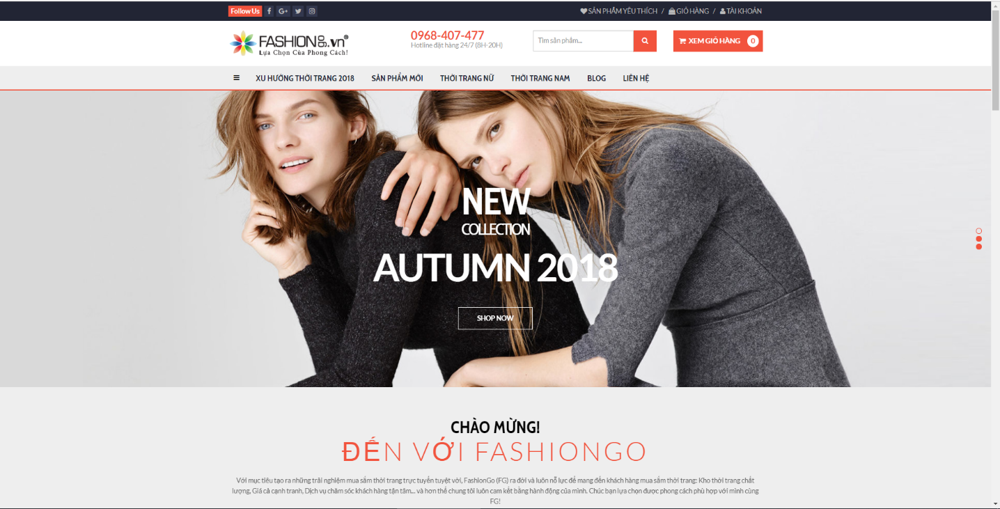 Follow Us
SẢN PHẨM YÊU THÍCH / GIỎ HÀNG / TÀI KHOẢN
FASHIONGO.vn®
Lựa Chọn Của Phong Cách!
0968-407-477
Hotline đặt hàng 24/7 (8H-20H)
Tìm sản phẩm...
XEM GIỎ HÀNG 0
XU HƯỚNG THỜI TRANG 2018 SẢN PHẨM MỚI THỜI TRANG NỮ THỜI TRANG NAM BLOG LIÊN HỆ
NEW
COLLECTION
AUTUMN 2018
SHOP NOW
CHÀO MỪNG!
ĐẾN VỚI FASHIONGO
Với mục tiêu tạo ra những trải nghiệm mua sắm thời trang trực tuyến tuyệt vời, FashionGo (FG) ra đời và luôn nỗ lực để mang đến khách hàng mua sắm thời trang: Kho thời trang chất
lượng, Giá cả cạnh tranh, Dịch vụ chăm sóc khách hàng tận tâm... và hơn thế chung tôi luôn cam kết bằng hành động của mình. Chúc bạn lựa chọn được phong cách phù hợp với mình cùng
FG!